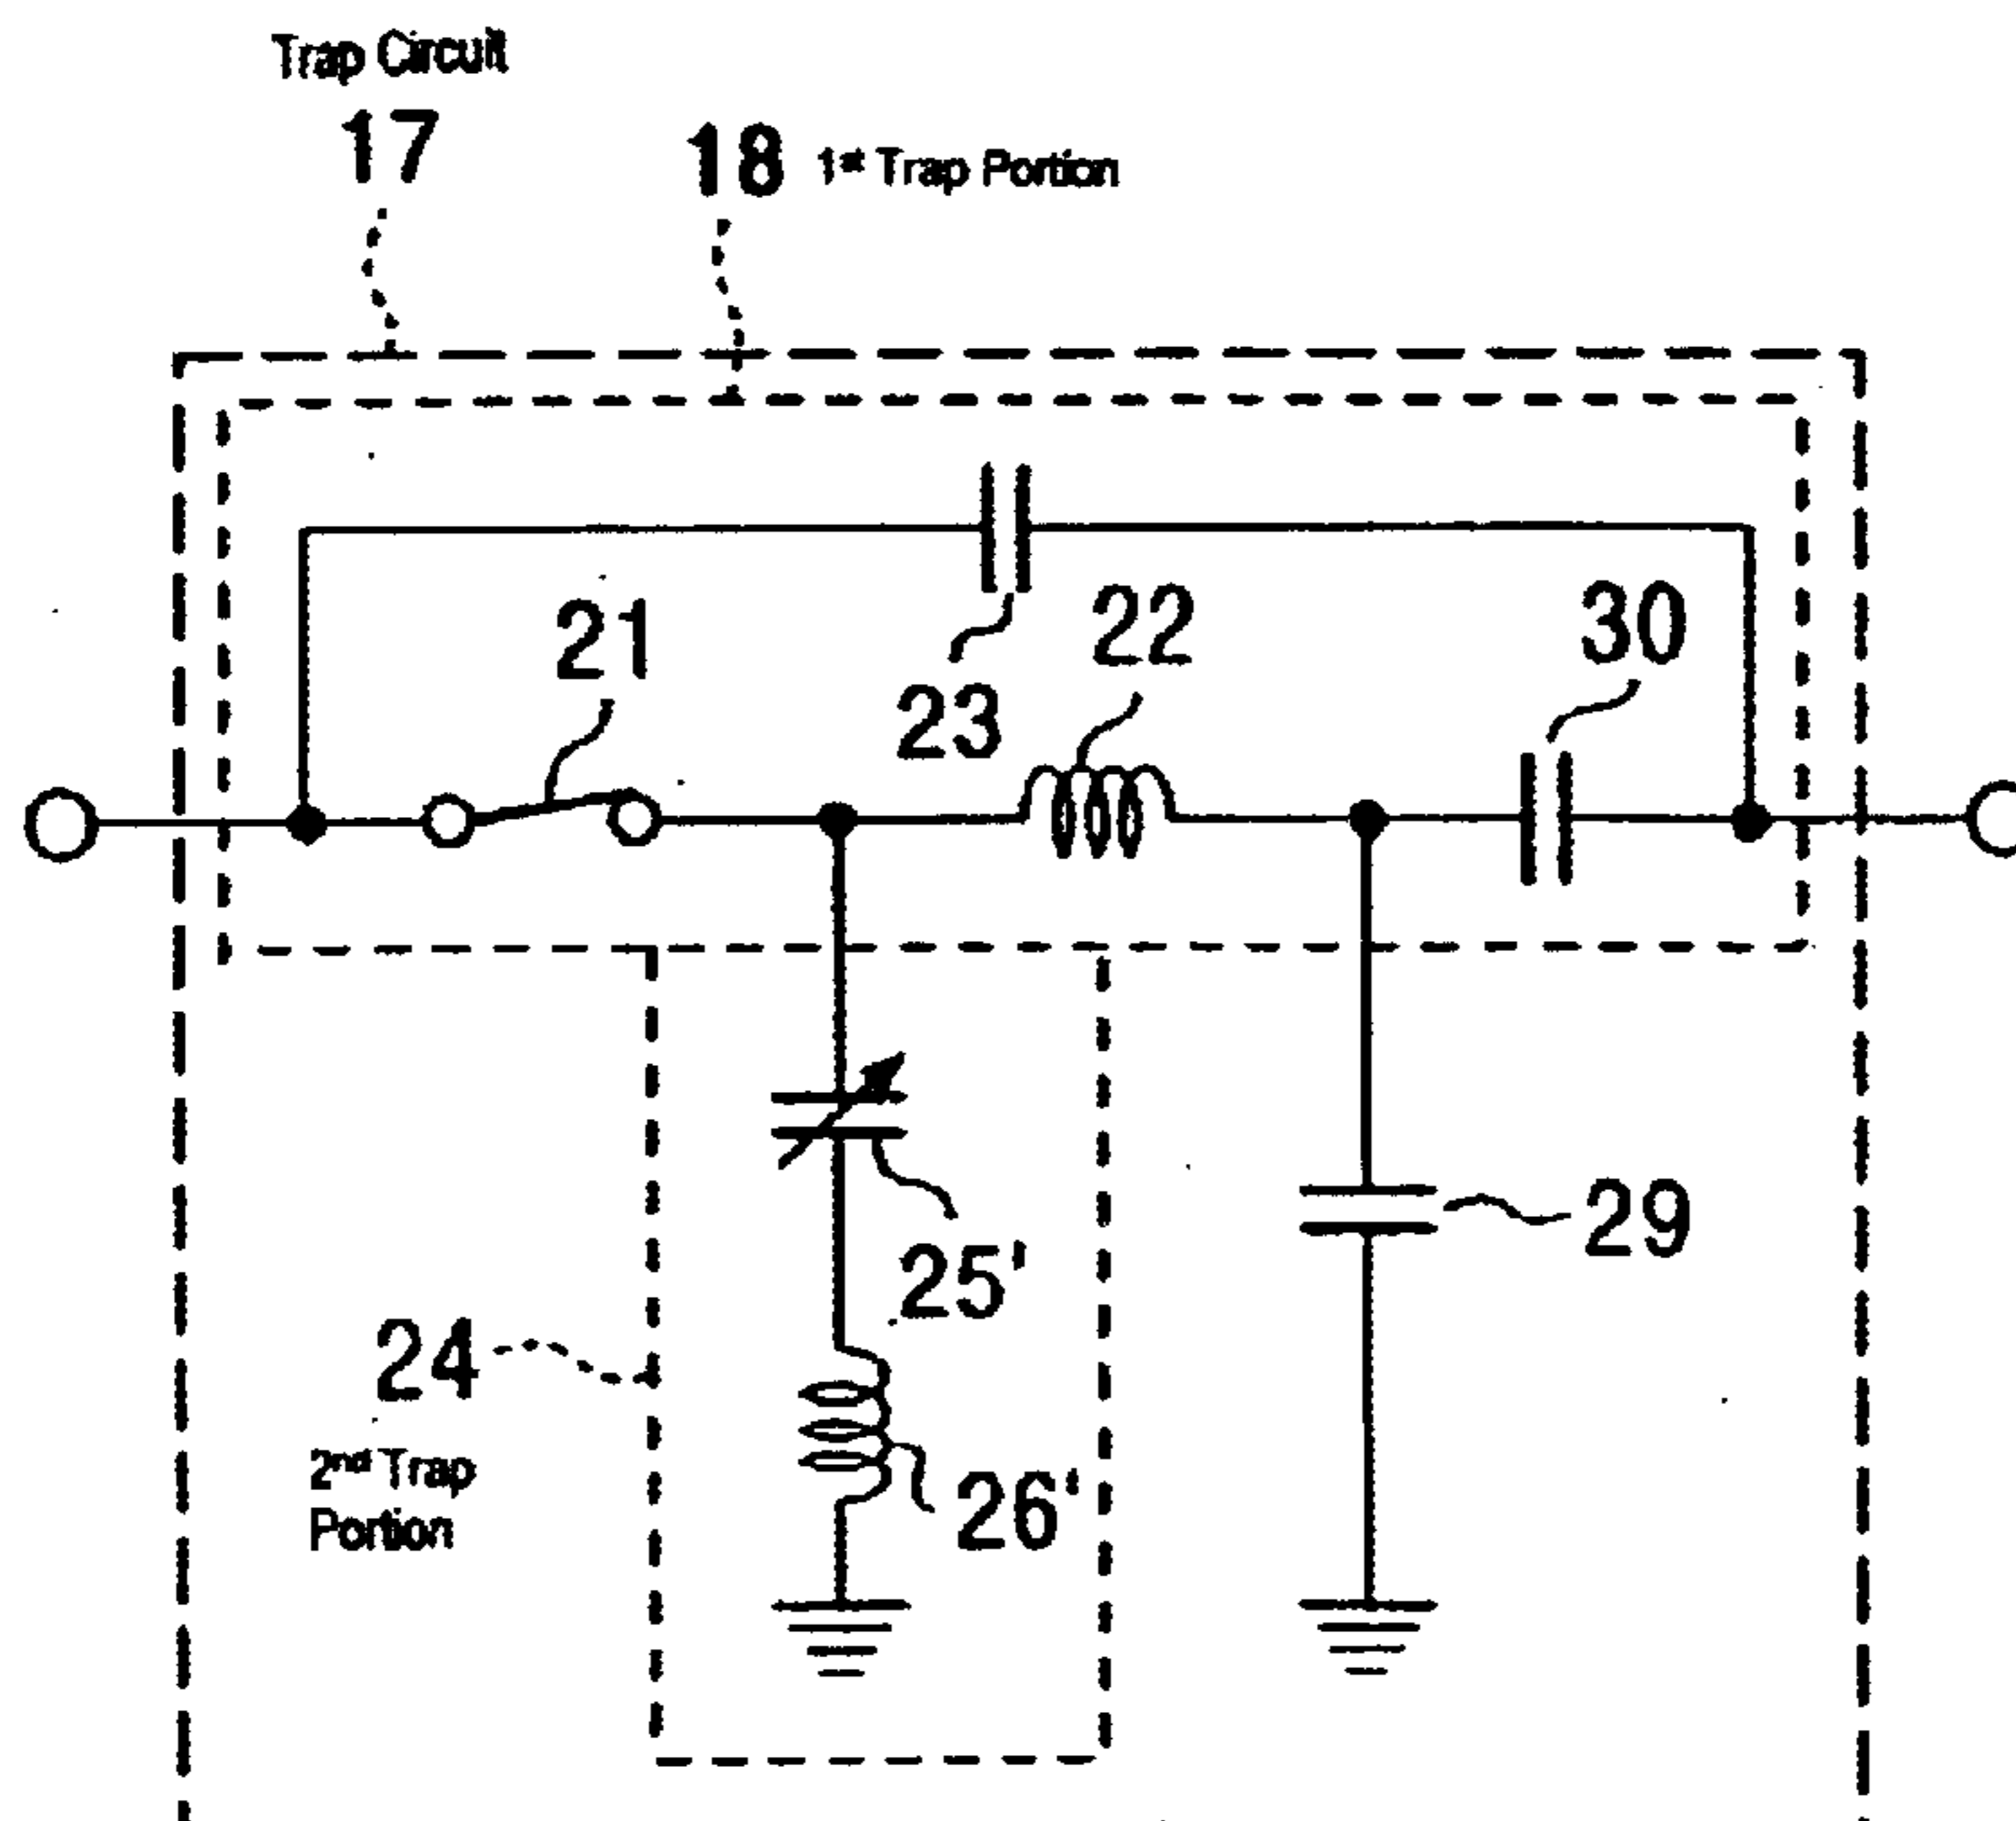 Trap Circuit
17
18 1st Trap Portion
21
22
30
23
25'
29
24
2nd Trap
Portion
26'